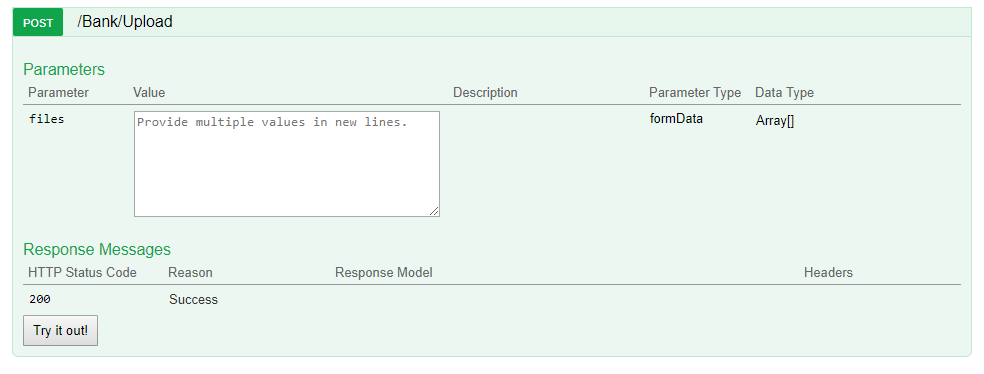 POST /Bank/Upload
Parameters
Parameter Value Description Parameter Type Data Type
files Provide multiple values in new lines. formData Array[]
Response Messages
HTTP Status Code Reason Response Model Headers
200 Success
Try it out!